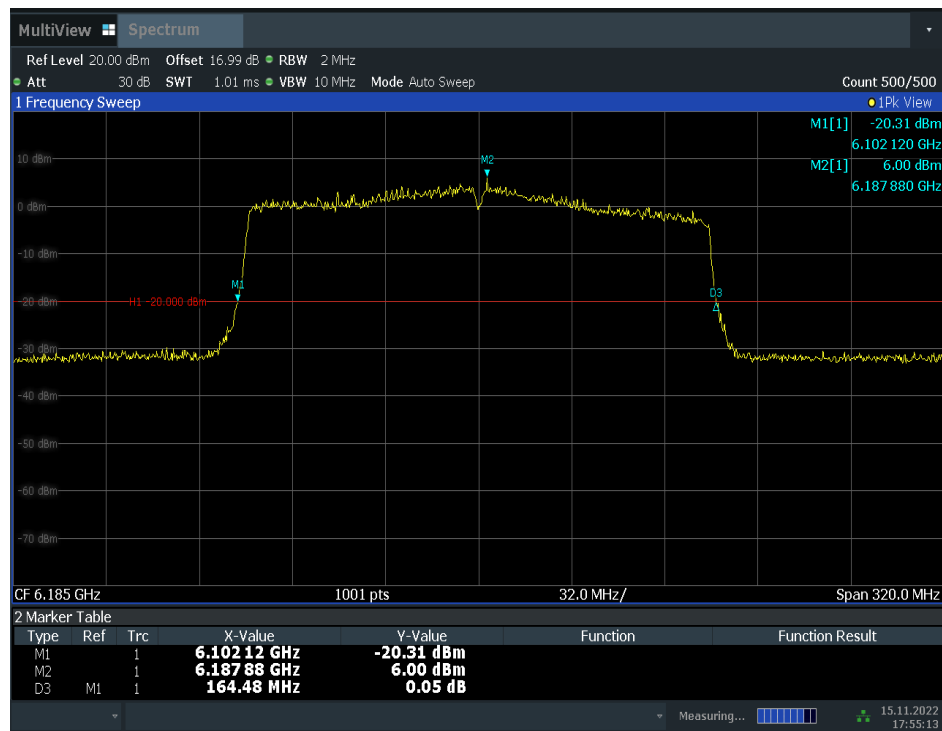 MultiView Spectrum
Ref Level 20.00 dBm Offset 16.99 dB RBW 2 MHz
Att 30 dB SWT 1.01 ms VBW 10 MHz Mode Auto Sweep Count 500/500
1 Frequency Sweep 1Pk View
M1[1] -20.31 dBm
6.102 120 GHz
M2[1] 6.00 dBm
6.187 880 GHz
10 dBm
M2
0 dBm
-10 dBm
M1
D3
-20 dBm
H1 -20.000 dBm
-30 dBm
-40 dBm
-50 dBm
-60 dBm
-70 dBm
CF 6.185 GHz 1001 pts 32.0 MHz/ Span 320.0 MHz
2 Marker Table
Type Ref Trc X-Value Y-Value Function Function Result
M1 1 6.102 12 GHz -20.31 dBm
M2 1 6.187 88 GHz 6.00 dBm
D3 M1 1 164.48 MHz 0.05 dB
Measuring... 15.11.2022
17:55:13